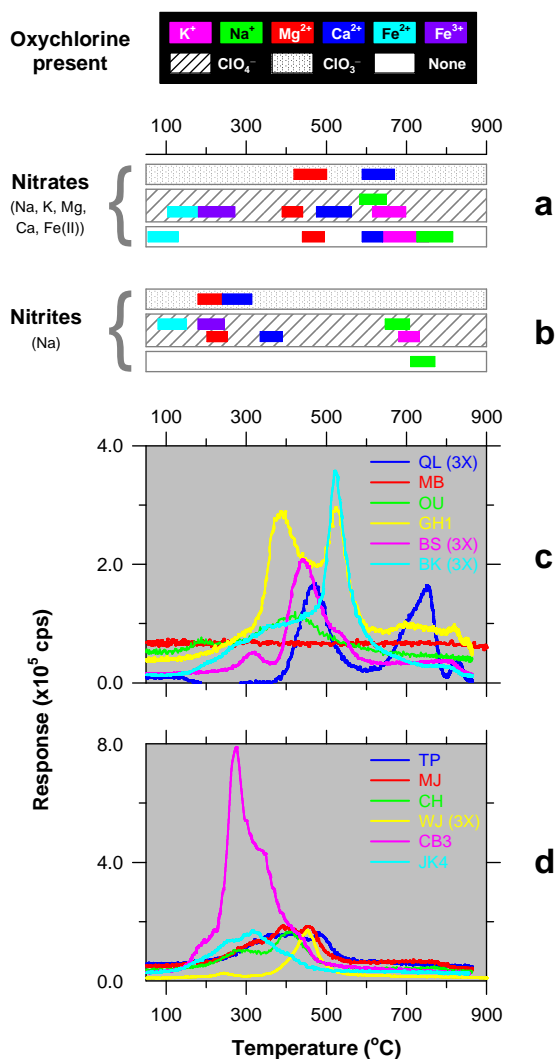 Oxychlorine present
K⁺ Na⁺ Mg²⁺ Ca²⁺ Fe²⁺ Fe³⁺
ClO₄⁻ ClO₃⁻ None
100 300 500 700 900
Nitrates
(Na, K, Mg,
Ca, Fe(II))
a
Nitrites
(Na)
b
100 300 500 700 900
4.0
2.0
0.0
QL (3X)
MB
OU
GH1
BS (3X)
BK (3X)
c
Response (x10⁵ cps)
8.0
4.0
0.0
TP
MJ
CH
WJ (3X)
CB3
JK4
d
100 300 500 700 900
Temperature (°C)